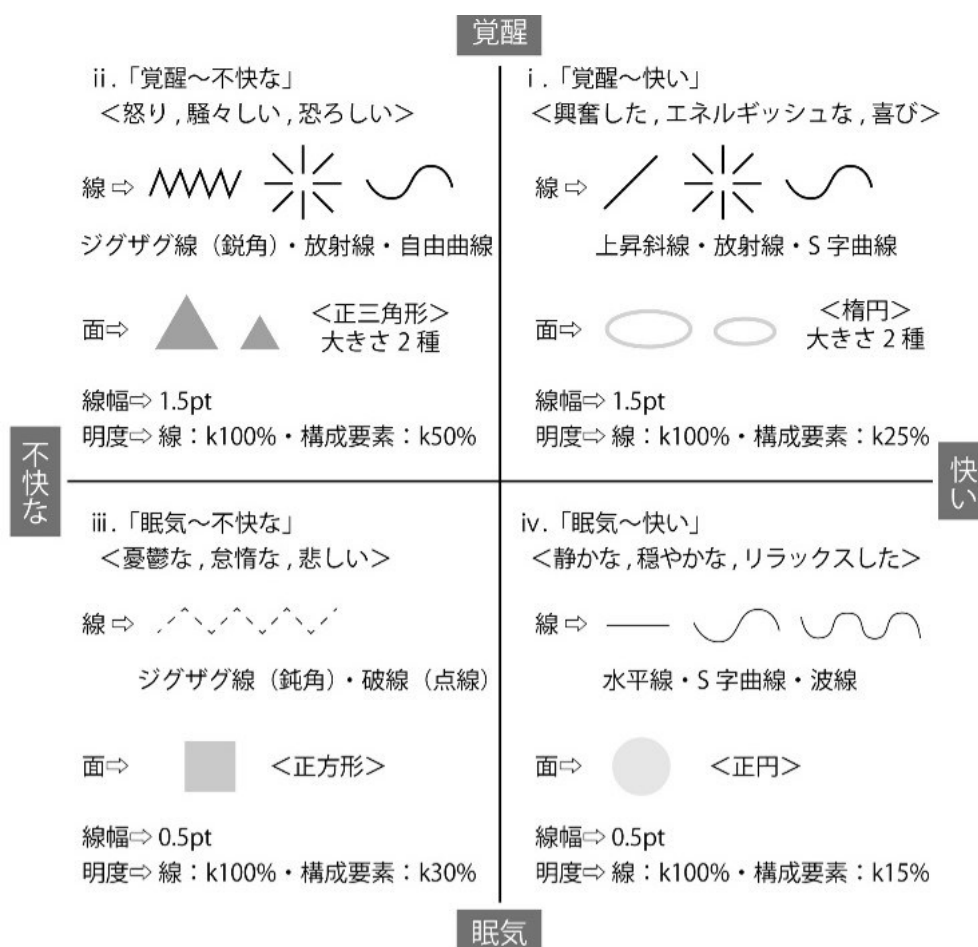 覚醒
ⅱ.「覚醒～不快な」
＜怒り , 騒々しい , 恐ろしい＞
線⇨
ジグザグ線（鋭角）・放射線・自由曲線
面⇨
＜正三角形＞
大きさ 2 種
線幅⇨ 1.5pt
明度⇨ 線：k100%・構成要素：k50%
ⅰ.「覚醒～快い」
＜興奮した , エネルギッシュな , 喜び＞
線⇨
上昇斜線・放射線・S 字曲線
面⇨
＜楕円＞
大きさ 2 種
線幅⇨ 1.5pt
明度⇨ 線：k100%・構成要素：k25%
不快な
快い
ⅲ.「眠気～不快な」
＜憂鬱な , 怠惰な , 悲しい＞
線⇨
ジグザグ線（鈍角）・破線（点線）
面⇨
＜正方形＞
線幅⇨ 0.5pt
明度⇨ 線：k100%・構成要素：k30%
ⅳ.「眠気～快い」
＜静かな , 穏やかな , リラックスした＞
線⇨
水平線・S 字曲線・波線
面⇨
＜正円＞
線幅⇨ 0.5pt
明度⇨ 線：k100%・構成要素：k15%
眠気